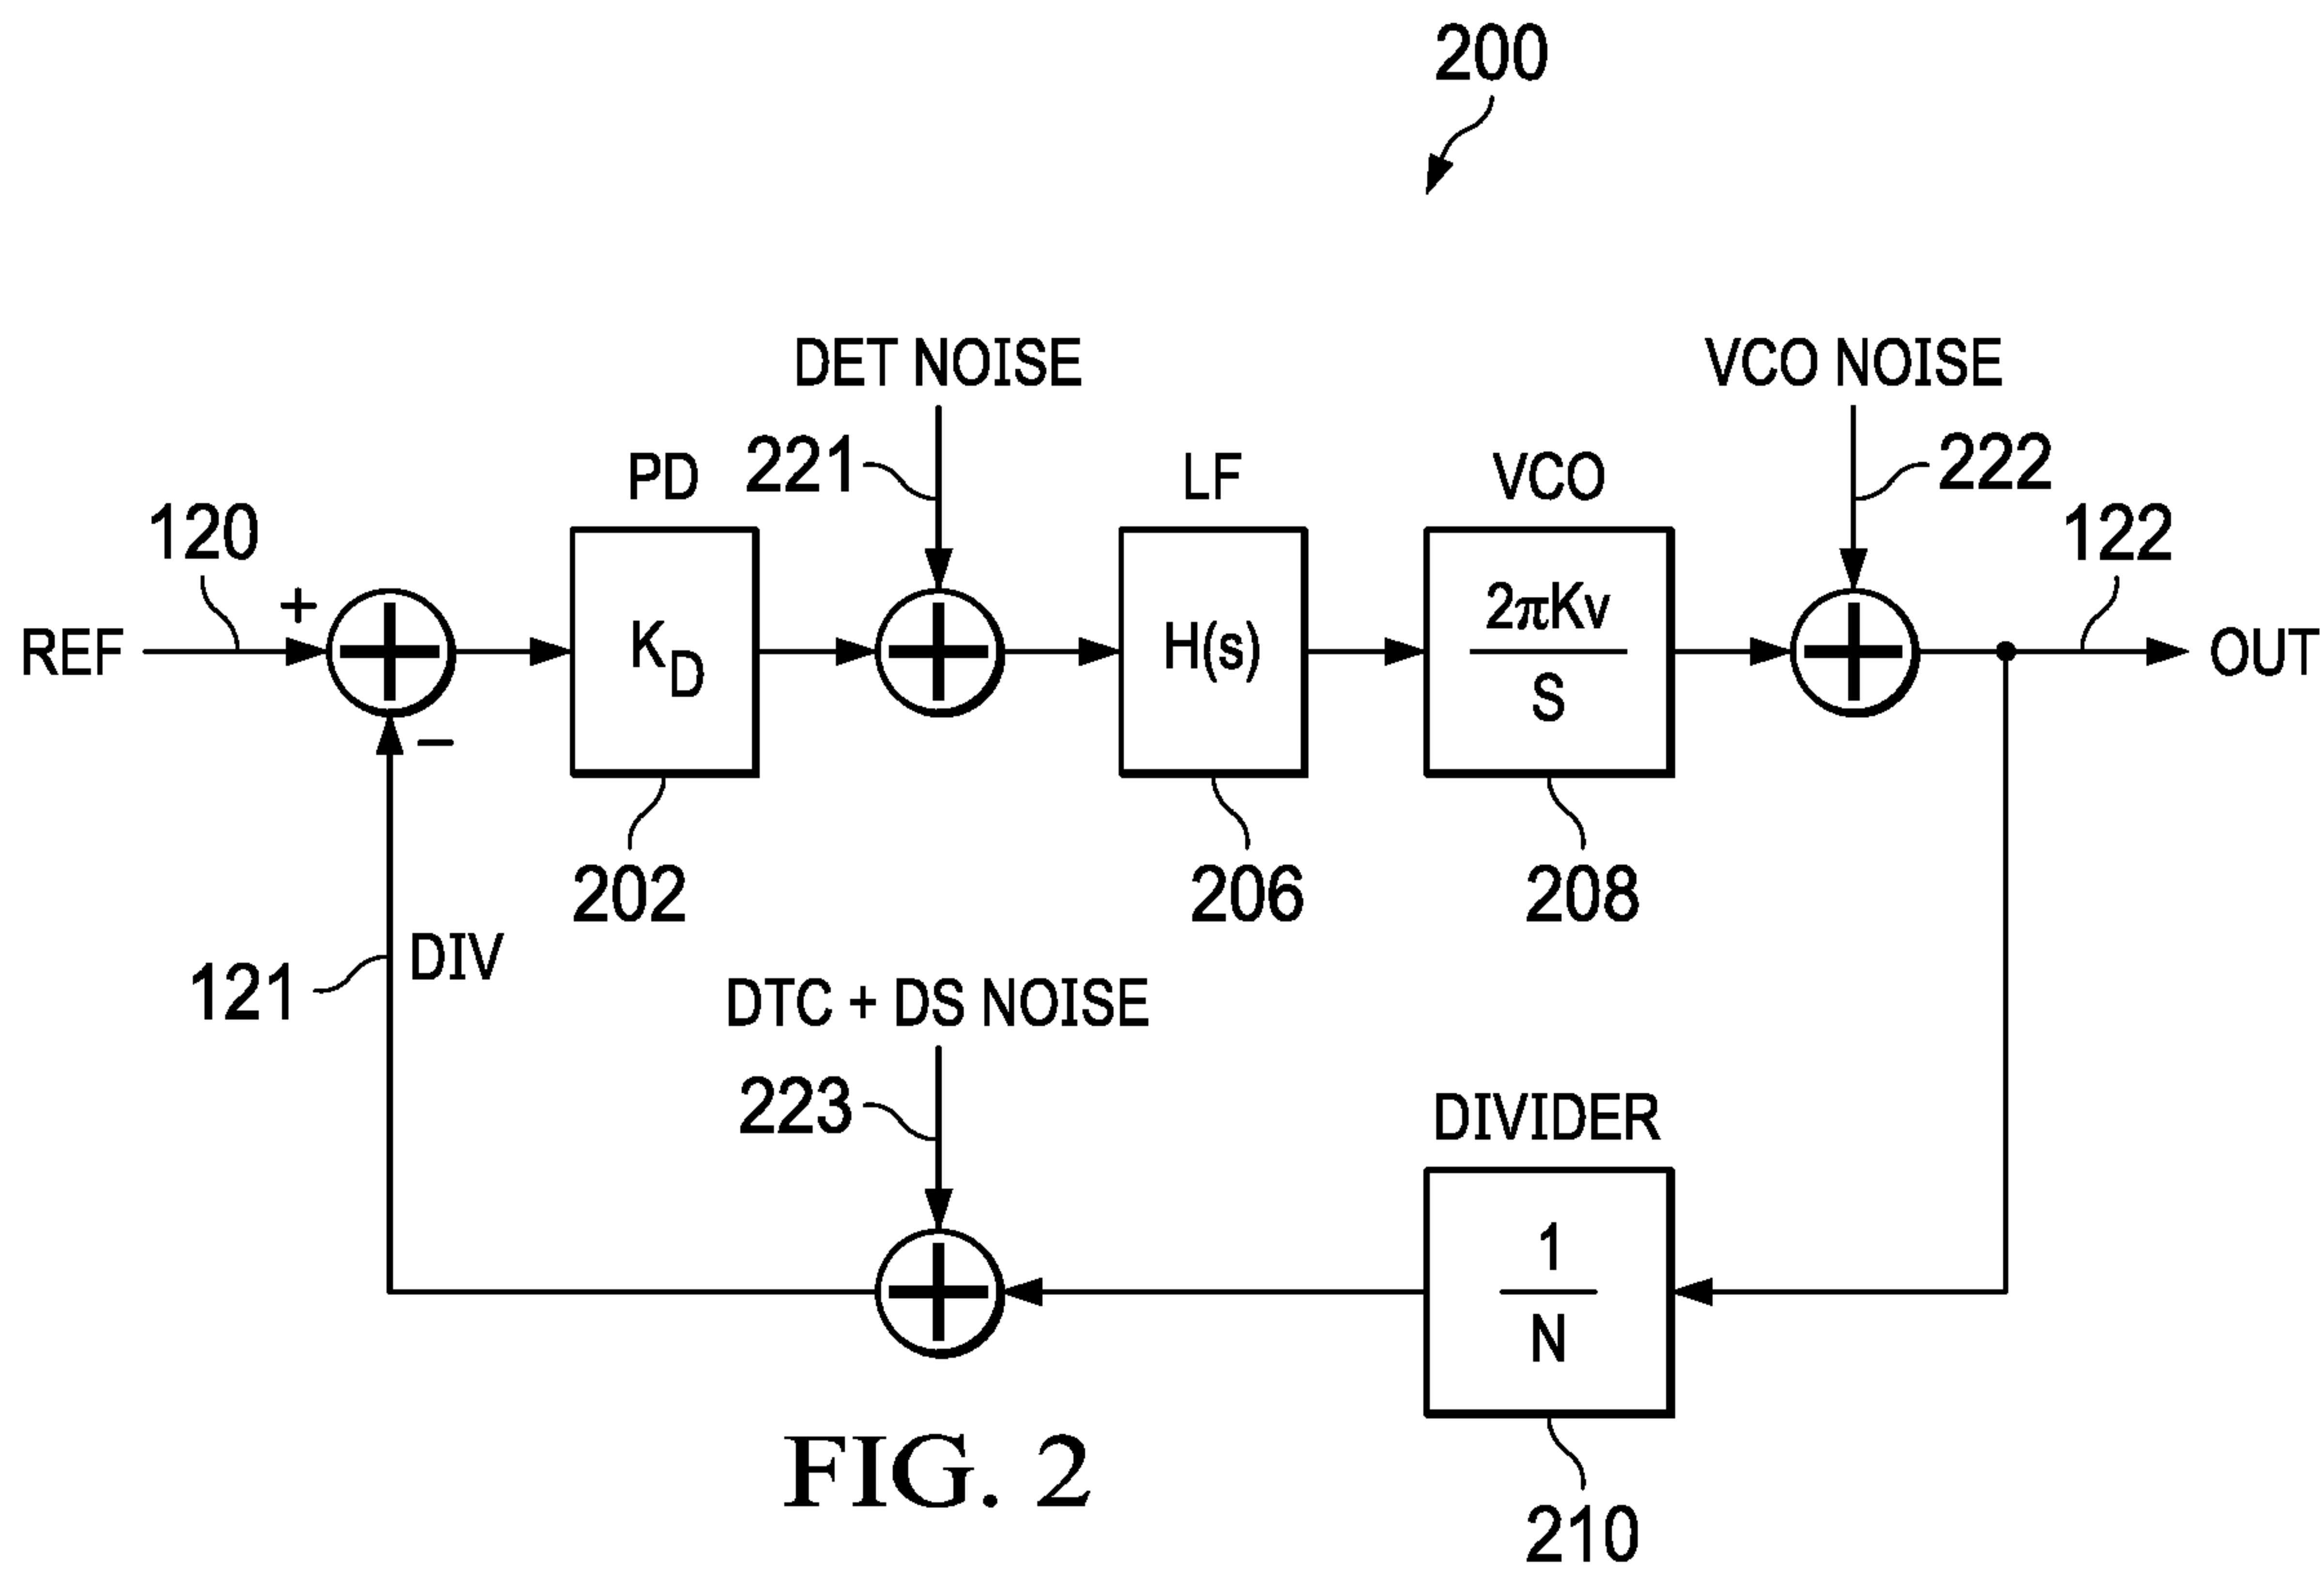 200
DET NOISE
VCO NOISE
221
222
PD
LF
VCO
120
122
REF
+
K_D
H(s)
2πKv
S
OUT
−
202
206
208
121
DIV
DTC + DS NOISE
223
DIVIDER
1
N
210
FIG. 2